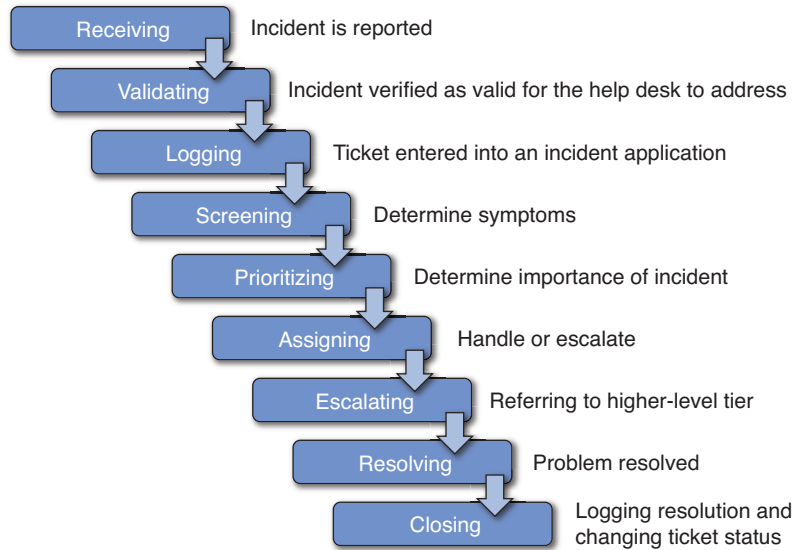 Receiving Incident is reported
Validating Incident verified as valid for the help desk to address
Logging Ticket entered into an incident application
Screening Determine symptoms
Prioritizing Determine importance of incident
Assigning Handle or escalate
Escalating Referring to higher-level tier
Resolving Problem resolved
Closing Logging resolution and
changing ticket status